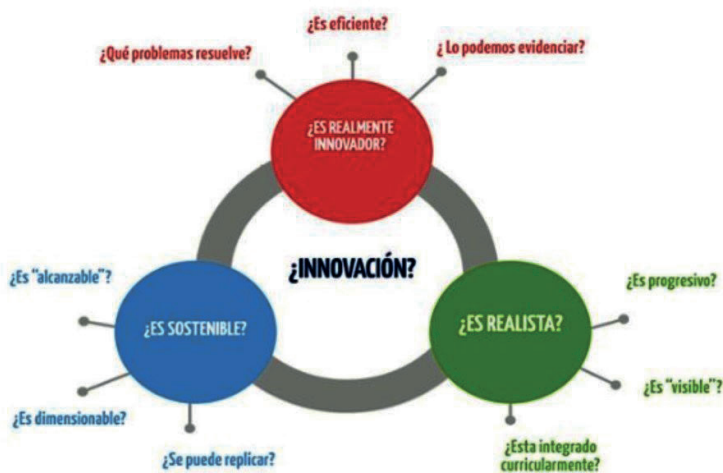 ¿Es eficiente?
¿Qué problemas resuelve?
¿ Lo podemos evidenciar?
¿ES REALMENTE
INNOVADOR?
¿INNOVACIÓN?
¿Es "alcanzable"?
¿ES SOSTENIBLE?
¿Es dimensionable?
¿Se puede replicar?
¿ES REALISTA?
¿Es progresivo?
¿Es "visible"?
¿Esta integrado
curricularmente?